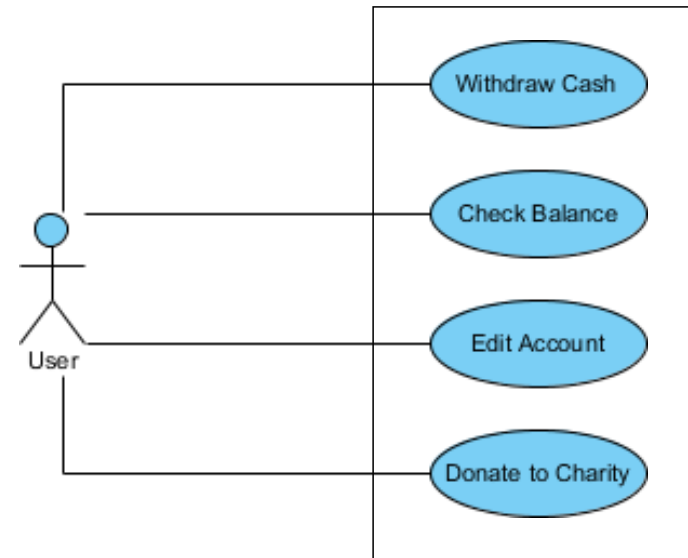 Withdraw Cash
Check Balance
Edit Account
User
Donate to Charity